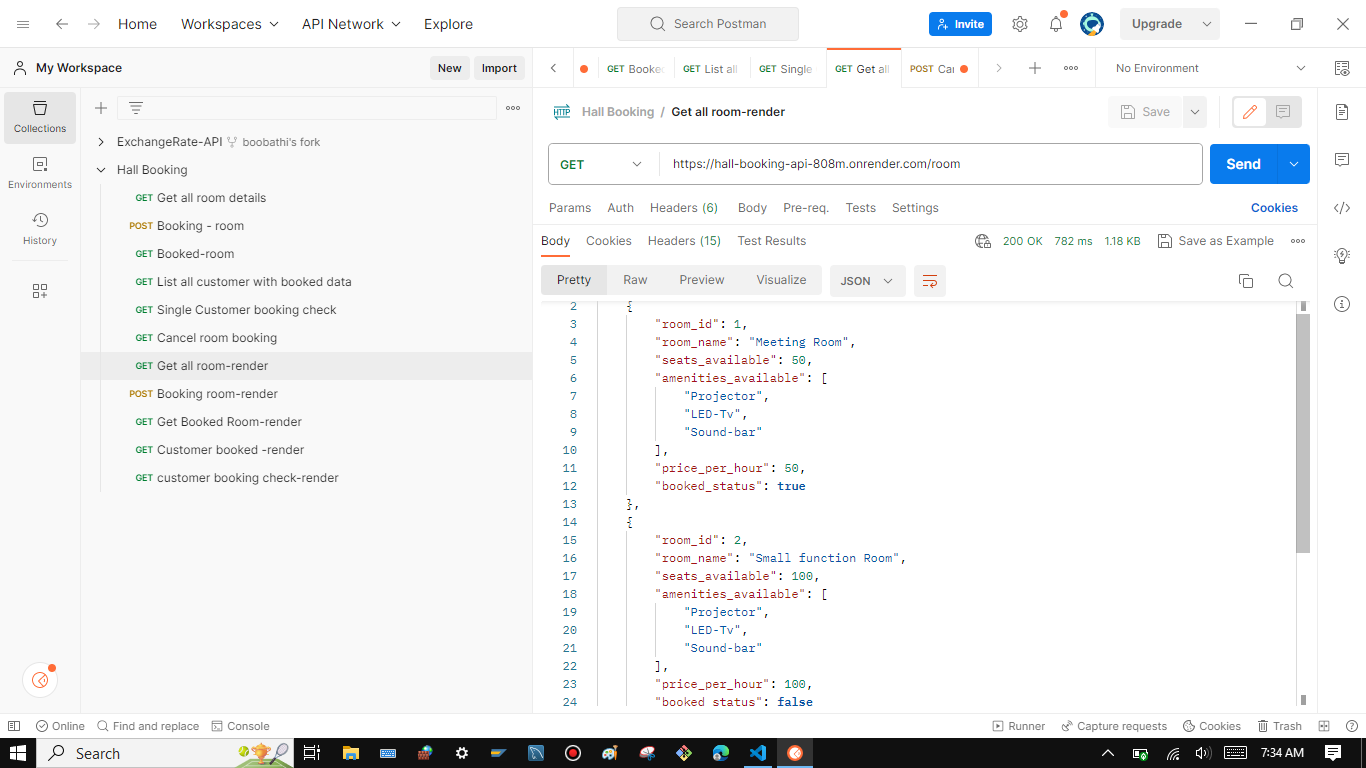 Home Workspaces API Network Explore Search Postman Invite Upgrade
My Workspace New Import
GET Booked GET List all GET Single GET Get all POST Can No Environment
Collections
Environments
History
ExchangeRate-API boobathi's fork
Hall Booking
GET Get all room details
POST Booking - room
GET Booked-room
GET List all customer with booked data
GET Single Customer booking check
GET Cancel room booking
GET Get all room-render
POST Booking room-render
GET Get Booked Room-render
GET Customer booked -render
GET customer booking check-render
HTTP Hall Booking / Get all room-render Save
GET https://hall-booking-api-808m.onrender.com/room Send
Params Auth Headers (6) Body Pre-req. Tests Settings Cookies
Body Cookies Headers (15) Test Results 200 OK 782 ms 1.18 KB Save as Example
Pretty Raw Preview Visualize JSON
2 {
3 "room_id": 1,
4 "room_name": "Meeting Room",
5 "seats_available": 50,
6 "amenities_available": [
7 "Projector",
8 "LED-Tv",
9 "Sound-bar"
10 ],
11 "price_per_hour": 50,
12 "booked_status": true
13 },
14 {
15 "room_id": 2,
16 "room_name": "Small function Room",
17 "seats_available": 100,
18 "amenities_available": [
19 "Projector",
20 "LED-Tv",
21 "Sound-bar"
22 ],
23 "price_per_hour": 100,
24 "booked_status": false
Online Find and replace Console Runner Capture requests Cookies Trash
Search 7:34 AM